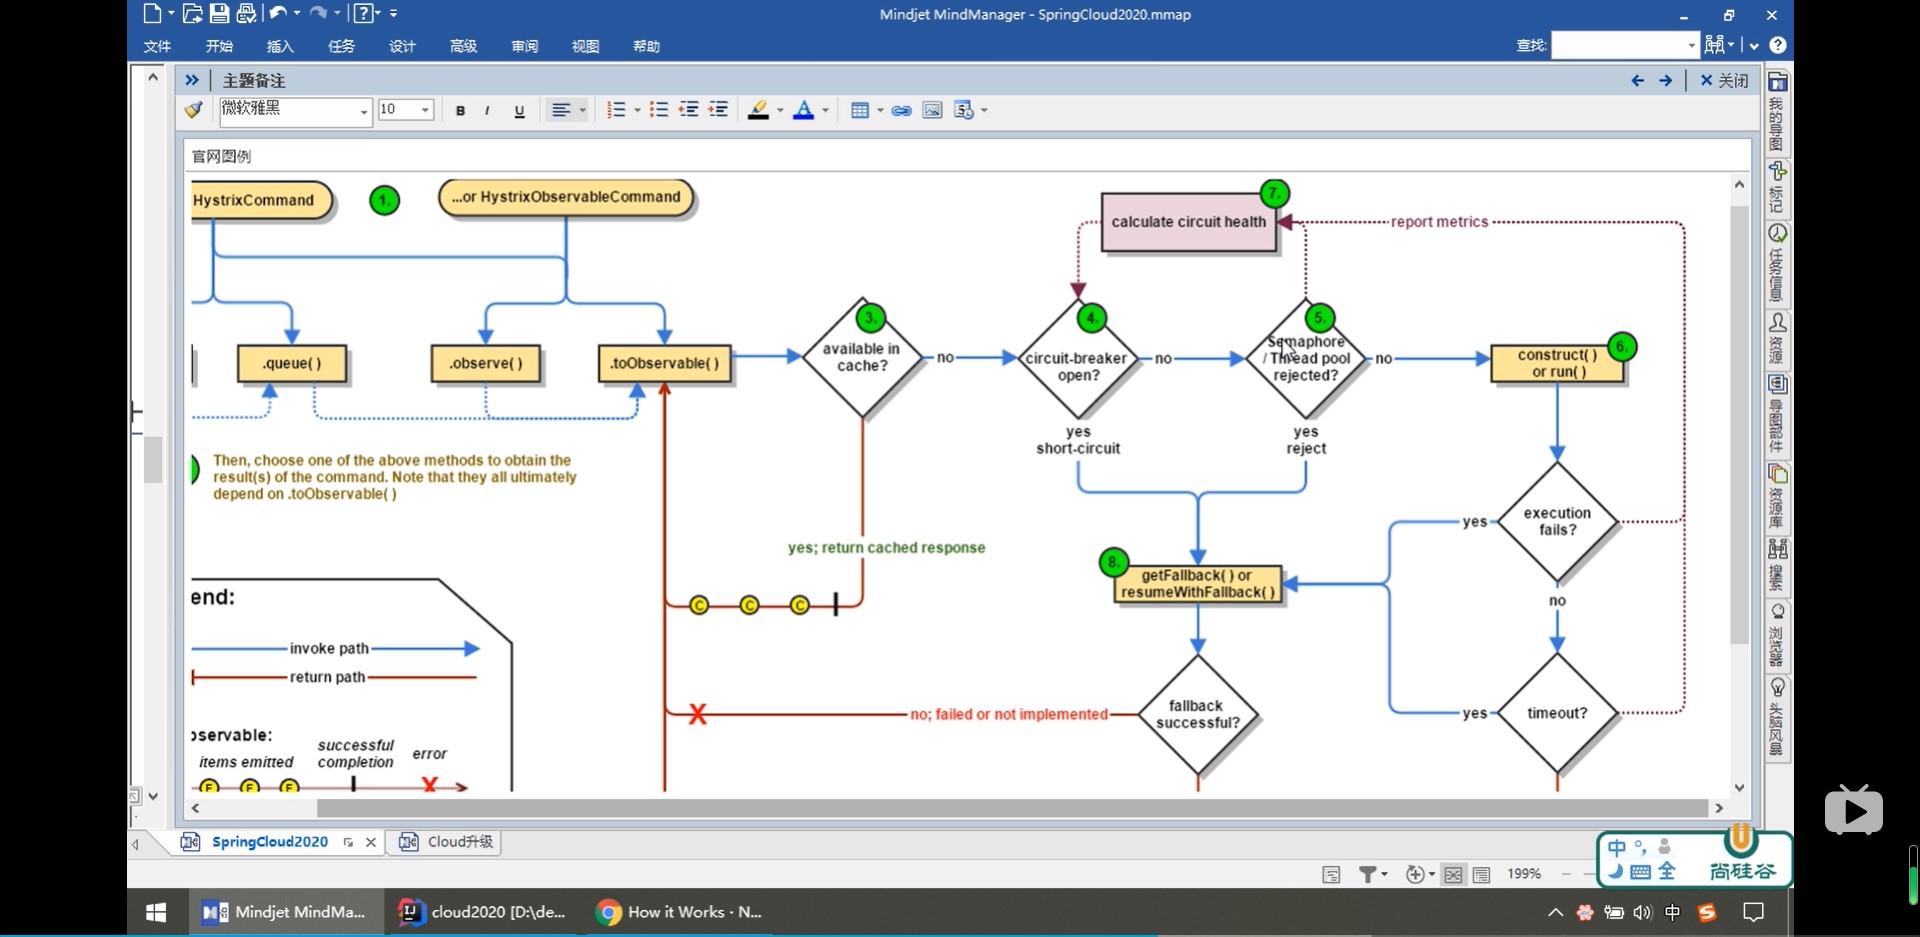 Mindjet MindManager - SpringCloud2020.mmap
文件 开始 插入 任务 设计 高级 审阅 视图 帮助
查找:
主题备注
关闭
微软雅黑 10 B I U
官网图例
HystrixCommand
1.
...or HystrixObservableCommand
7.
calculate circuit health
report metrics
.queue( )
.observe( )
.toObservable( )
3.
available in
cache?
no
4.
circuit-breaker
open?
no
5.
Semaphore
/ Thread pool
rejected?
no
6.
construct( )
or run( )
yes
short-circuit
yes
reject
Then, choose one of the above methods to obtain the
result(s) of the command. Note that they all ultimately
depend on .toObservable( )
execution
fails?
yes
no
yes; return cached response
C C C
8.
getFallback( ) or
resumeWithFallback( )
end:
invoke path
return path
fallback
successful?
no; failed or not implemented
X
timeout?
yes
servable:
items emitted
successful
completion
error
E E E
X
我的导图
标记
任务信息
资源
导图部件
资源库
搜索
浏览器
头脑风暴
SpringCloud2020
Cloud升级
199%
中 °,
全
尚硅谷
Mindjet MindMa...
cloud2020 [D:\de...
How it Works · N...
中